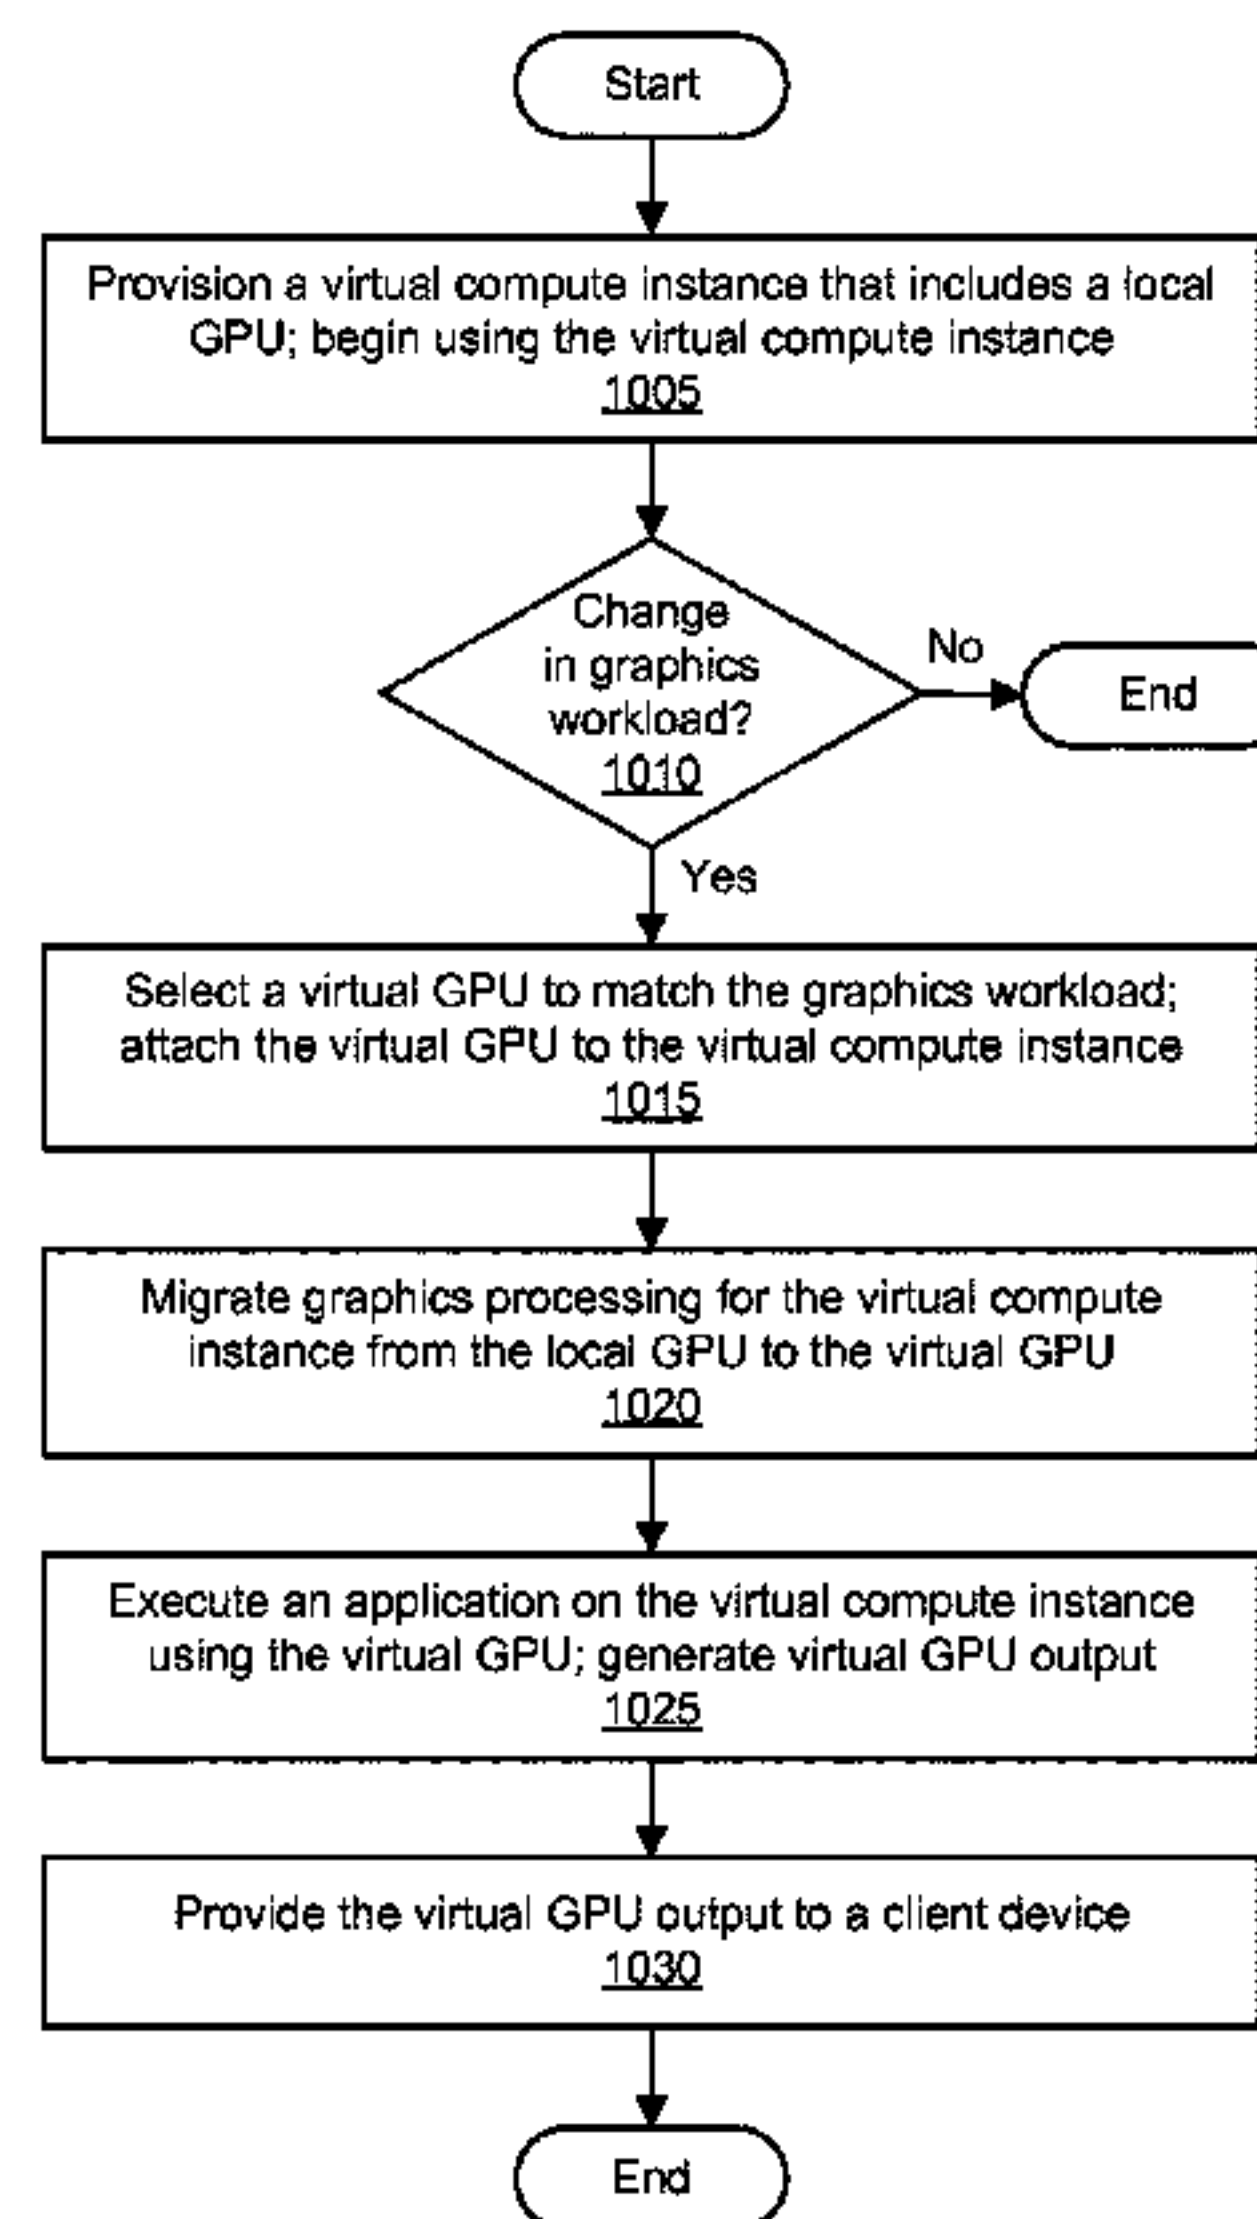 Start
Provision a virtual compute instance that includes a local
GPU; begin using the virtual compute instance
1005
Change
in graphics
workload?
1010
No
End
Yes
Select a virtual GPU to match the graphics workload;
attach the virtual GPU to the virtual compute instance
1015
Migrate graphics processing for the virtual compute
instance from the local GPU to the virtual GPU
1020
Execute an application on the virtual compute instance
using the virtual GPU; generate virtual GPU output
1025
Provide the virtual GPU output to a client device
1030
End